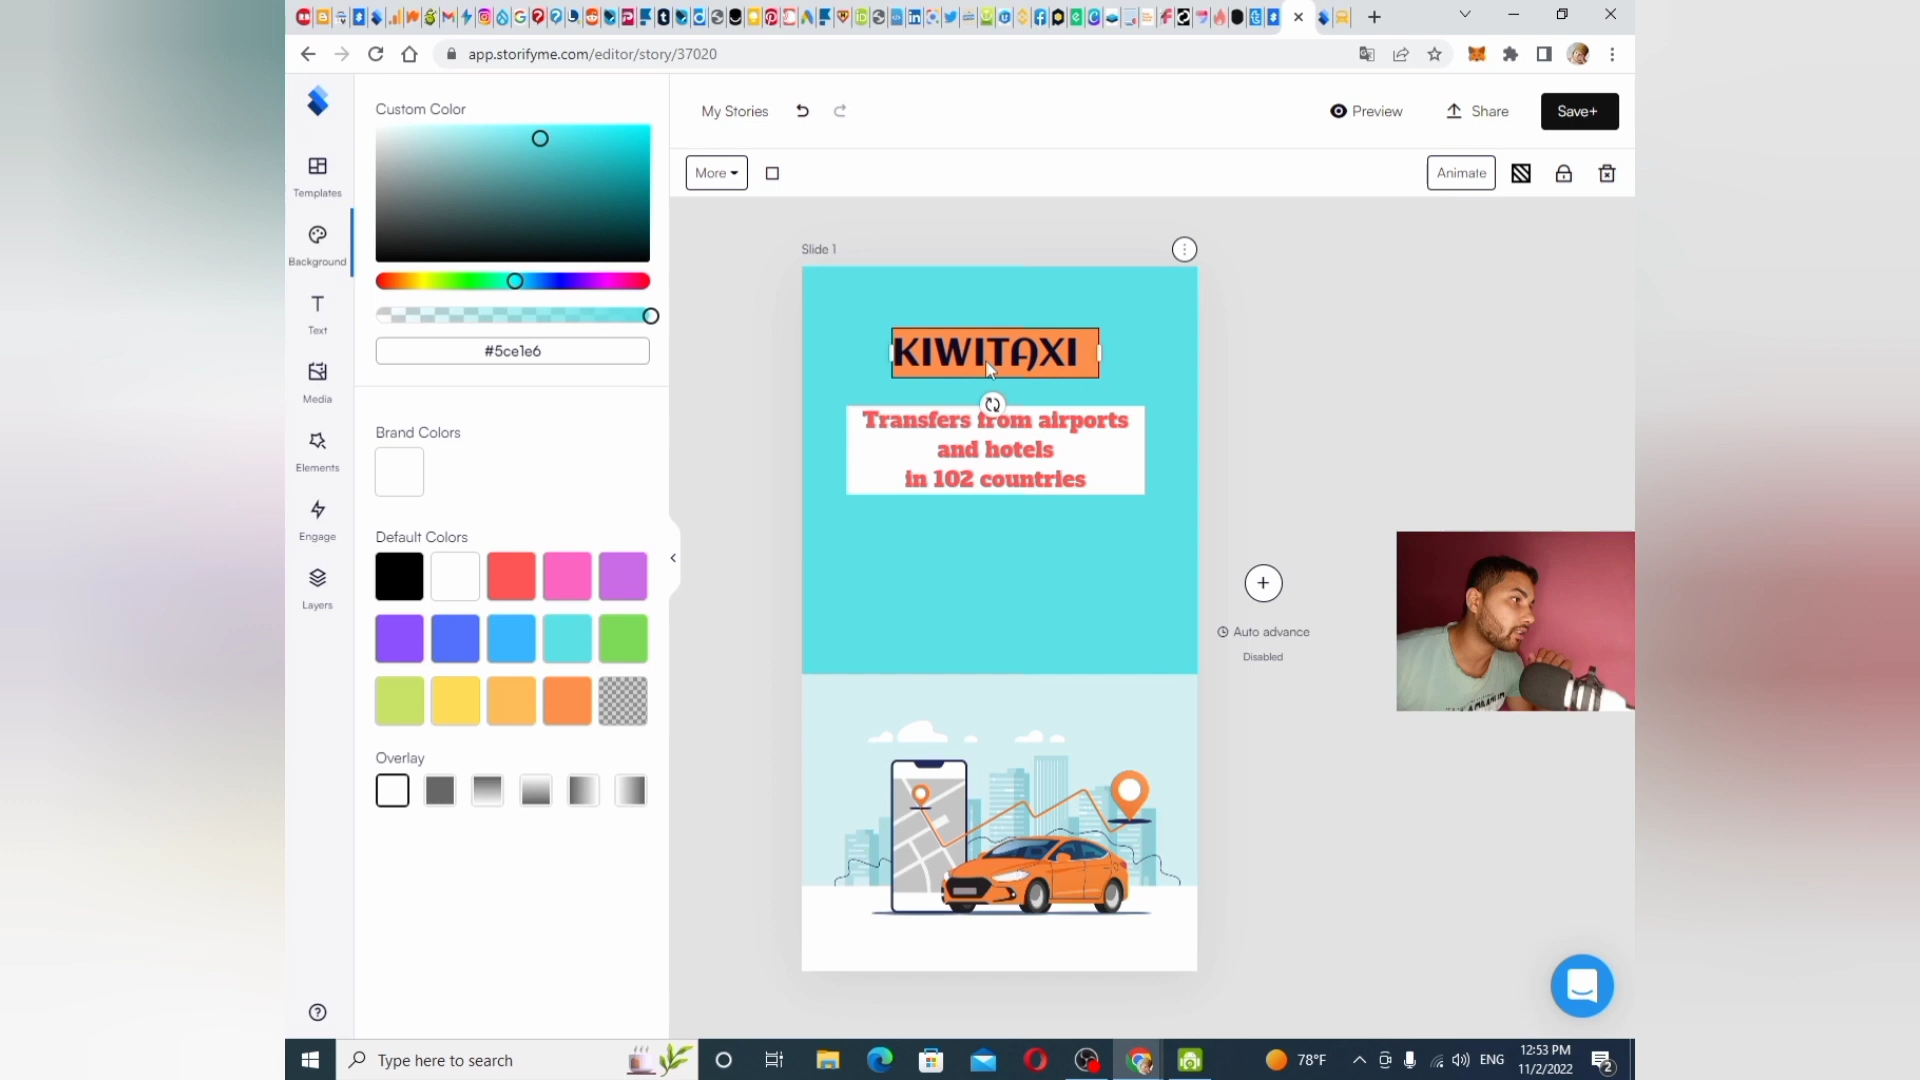 app.storifyme.com/editor/story/37020
Custom Color
My Stories
Preview
Share
Save+
More
Animate
Templates
Background
Text
Media
Elements
Engage
Layers
#5ce1e6
Brand Colors
Default Colors
Overlay
Slide 1
KIWITAXI
Transfers from airports
and hotels
in 102 countries
Auto advance
Disabled
Type here to search
78°F
ENG
12:53 PM
11/2/2022
2